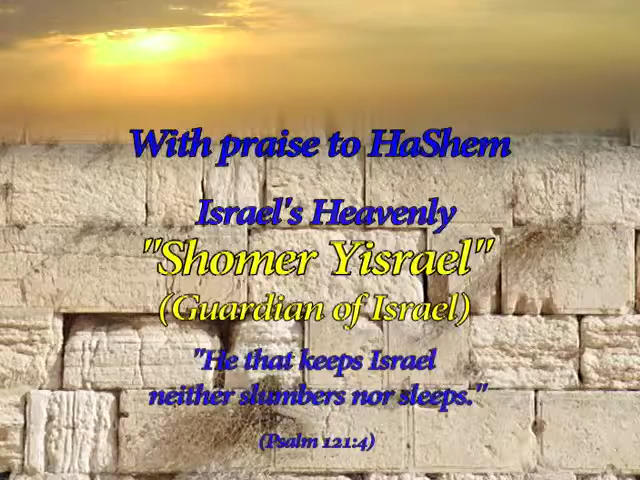 With praise to HaShem
Israel's Heavenly
"Shomer Yisrael"
(Guardian of Israel)
"He that keeps Israel
neither slumbers nor sleeps."
(Psalm 121:4)